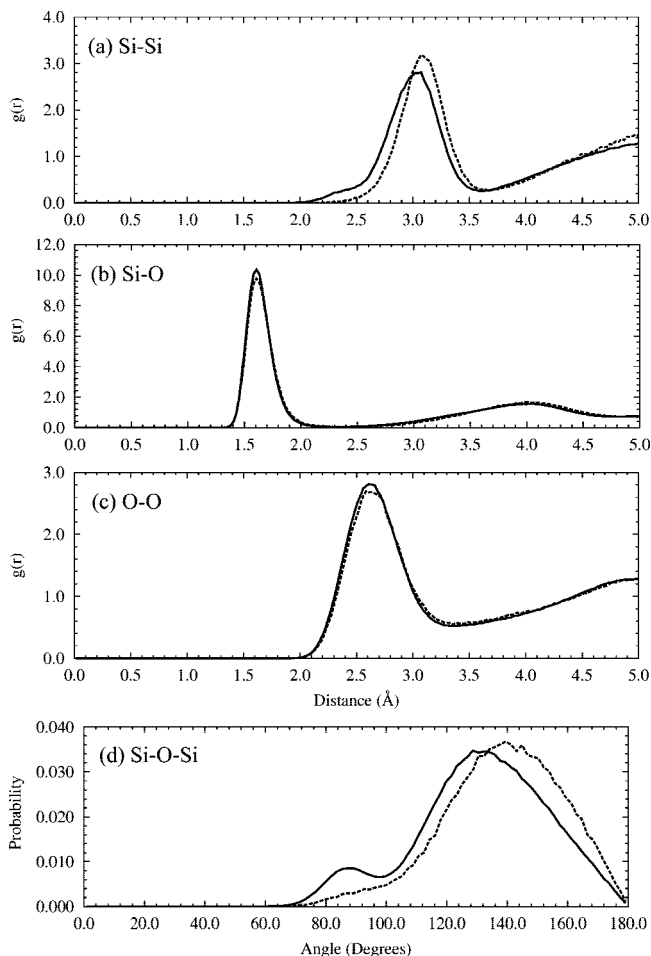 (a) Si-Si
g(r)
4.0
3.0
2.0
1.0
0.0
0.0 0.5 1.0 1.5 2.0 2.5 3.0 3.5 4.0 4.5 5.0
(b) Si-O
g(r)
12.0
10.0
8.0
6.0
4.0
2.0
0.0
0.0 0.5 1.0 1.5 2.0 2.5 3.0 3.5 4.0 4.5 5.0
(c) O-O
g(r)
3.0
2.0
1.0
0.0
0.0 0.5 1.0 1.5 2.0 2.5 3.0 3.5 4.0 4.5 5.0
Distance (Å)
(d) Si-O-Si
Probability
0.040
0.030
0.020
0.010
0.000
0.0 20.0 40.0 60.0 80.0 100.0 120.0 140.0 160.0 180.0
Angle (Degrees)